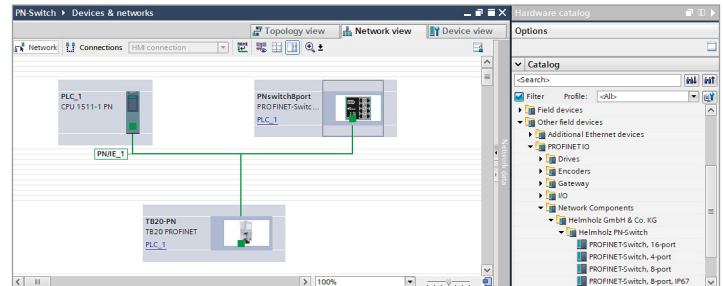 PN-Switch ▸ Devices & networks
Hardware catalog
Topology view
Network view
Device view
Options
Network
Connections
HMI connection
Catalog
<Search>
Filter
Profile:
<All>
Field devices
Other field devices
Additional Ethernet devices
PROFINET IO
Drives
Encoders
Gateway
I/O
Network Components
Helmholz GmbH & Co. KG
Helmholz PN-Switch
PROFINET-Switch, 16-port
PROFINET-Switch, 4-port
PROFINET-Switch, 8-port
PROFINET-Switch, 8-port, IP67
PLC_1
CPU 1511-1 PN
PNswitch8port
PROFINET-Switc...
PLC_1
PN/IE_1
TB20-PN
TB20 PROFINET
PLC_1
Network data
100%